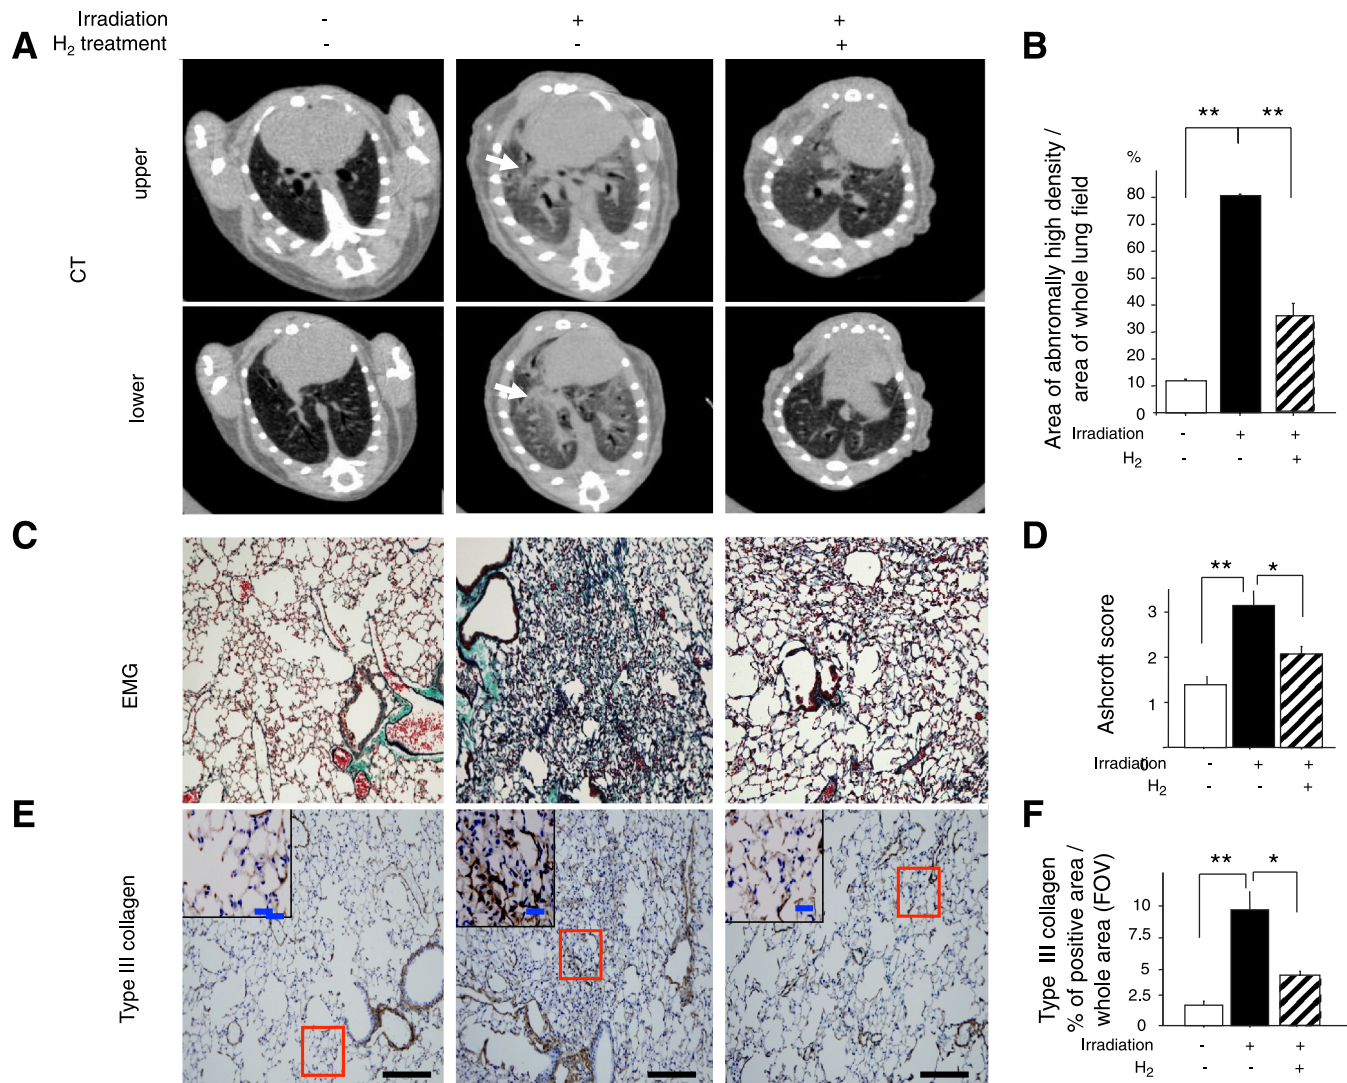 Irradiation - + +
H2 treatment - - +
A
upper
CT
lower
B
** **
%
Area of abnromally high density /
area of whole lung field
80
70
60
50
40
30
20
10
0
Irradiation - + +
H2 - - +
C
EMG
D
** *
Ashcroft score
3
2
1
0
Irradiation - + +
H2 - - +
E
Type III collagen
F
** *
Type III collagen
% of positive area /
whole area (FOV)
10
7.5
5
2.5
0
Irradiation - + +
H2 - - +